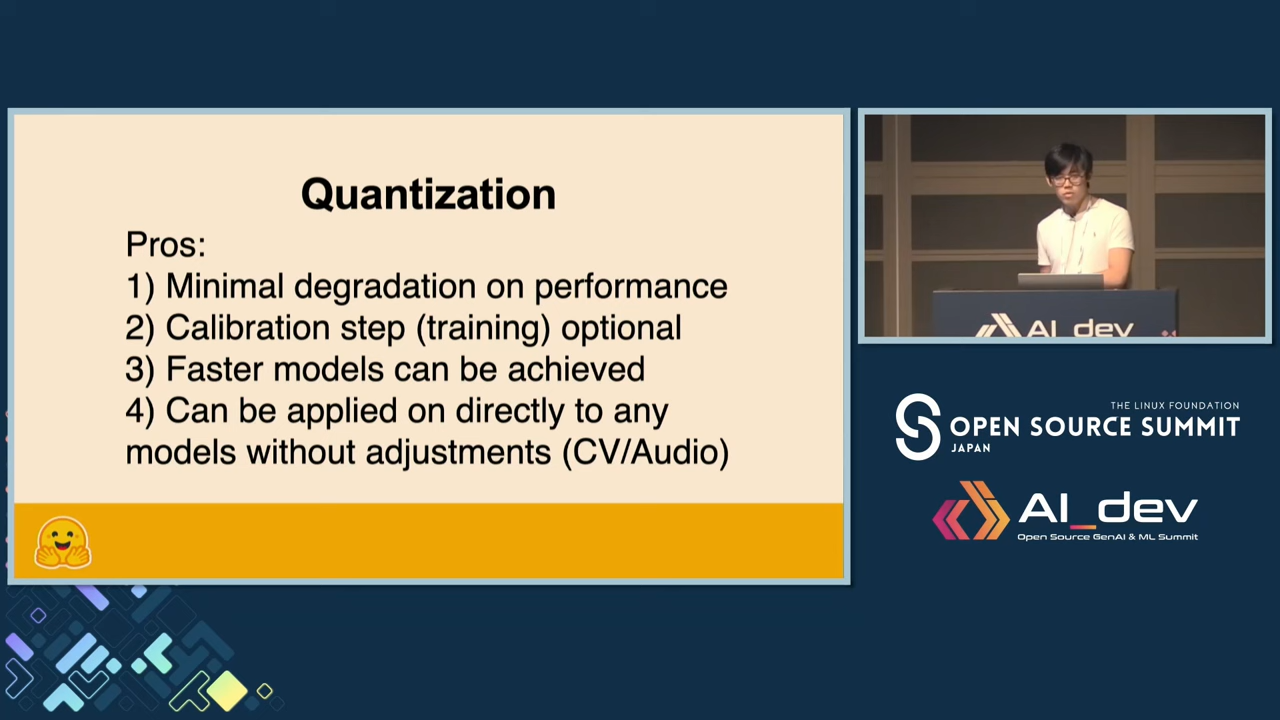 Quantization
Pros:
1) Minimal degradation on performance
2) Calibration step (training) optional
3) Faster models can be achieved
4) Can be applied on directly to any
models without adjustments (CV/Audio)
AI_dev
THE LINUX FOUNDATION
OPEN SOURCE SUMMIT
JAPAN
AI_dev
Open Source GenAI & ML Summit